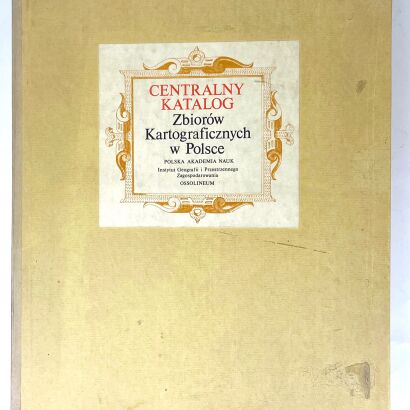 CENTRALNY
KATALOG
Zbiorów
Kartograficznych
w Polsce
POLSKA AKADEMIA NAUK
Instytut Geografii i Przestrzennego
Zagospodarowania
OSSOLINEUM